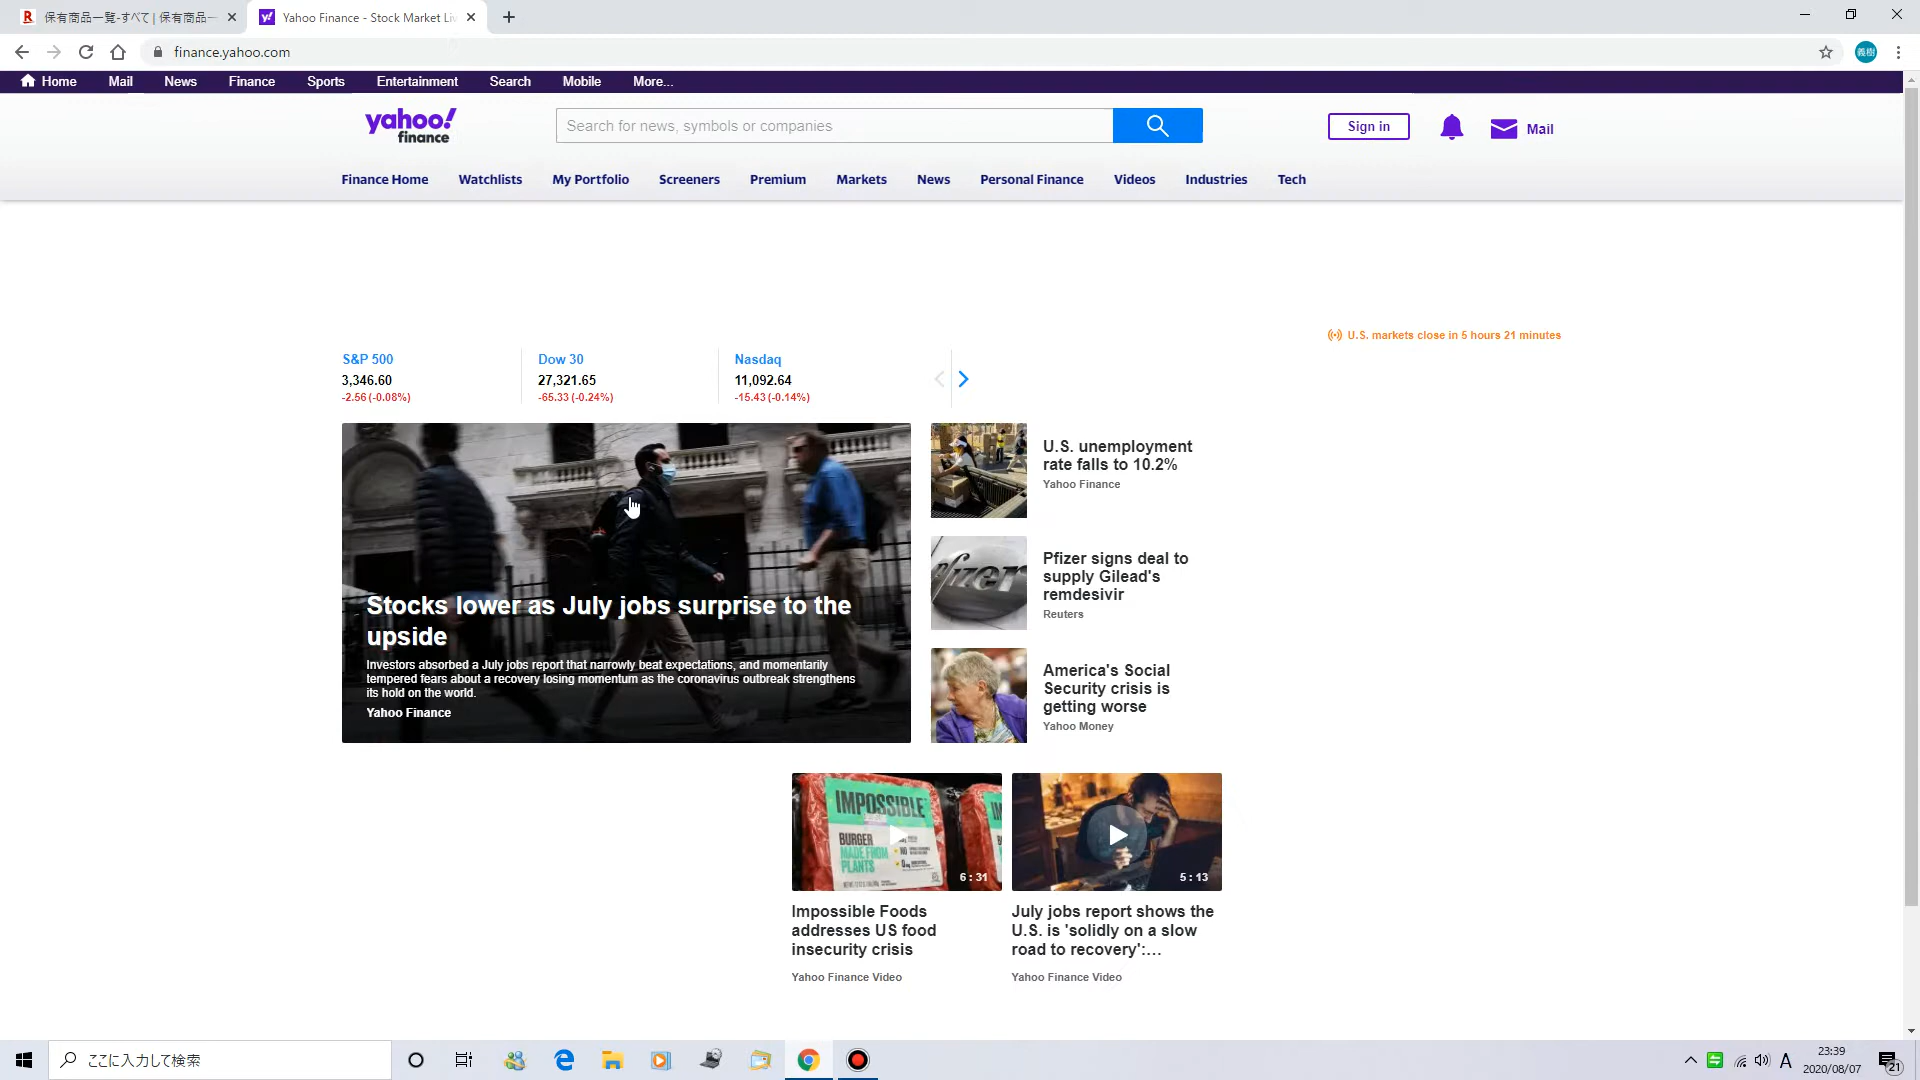 保有商品一覧-すべて | 保有商品一
Yahoo Finance - Stock Market Li
finance.yahoo.com
義樹
Home Mail News Finance Sports Entertainment Search Mobile More...
yahoo!
finance
Search for news, symbols or companies
Sign in
Mail
Finance Home Watchlists My Portfolio Screeners Premium Markets News Personal Finance Videos Industries Tech
U.S. markets close in 5 hours 21 minutes
S&P 500
3,346.60
-2.56 (-0.08%)
Dow 30
27,321.65
-65.33 (-0.24%)
Nasdaq
11,092.64
-15.43 (-0.14%)
Stocks lower as July jobs surprise to the
upside
Investors absorbed a July jobs report that narrowly beat expectations, and momentarily
tempered fears about a recovery losing momentum as the coronavirus outbreak strengthens
its hold on the world.
Yahoo Finance
U.S. unemployment
rate falls to 10.2%
Yahoo Finance
Pfizer
Pfizer signs deal to
supply Gilead's
remdesivir
Reuters
America's Social
Security crisis is
getting worse
Yahoo Money
IMPOSSIBLE
BURGER
MADE FROM
PLANTS
6:31
Impossible Foods
addresses US food
insecurity crisis
Yahoo Finance Video
5:13
July jobs report shows the
U.S. is 'solidly on a slow
road to recovery':...
Yahoo Finance Video
ここに入力して検索
A
23:39
2020/08/07
21